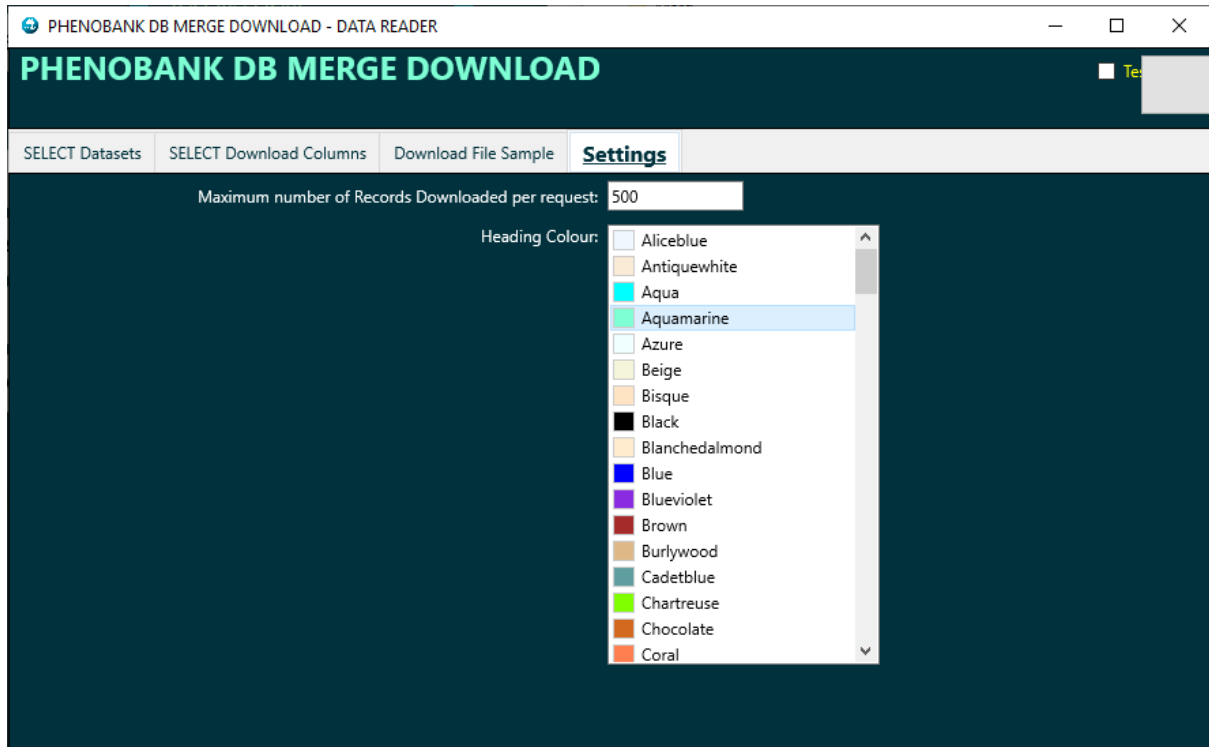 PHENOBANK DB MERGE DOWNLOAD - DATA READER
PHENOBANK DB MERGE DOWNLOAD
SELECT Datasets SELECT Download Columns Download File Sample Settings
Maximum number of Records Downloaded per request: 500
Heading Colour:
Aliceblue
Antiquewhite
Aqua
Aquamarine
Azure
Beige
Bisque
Black
Blanchedalmond
Blue
Blueviolet
Brown
Burlywood
Cadetblue
Chartreuse
Chocolate
Coral